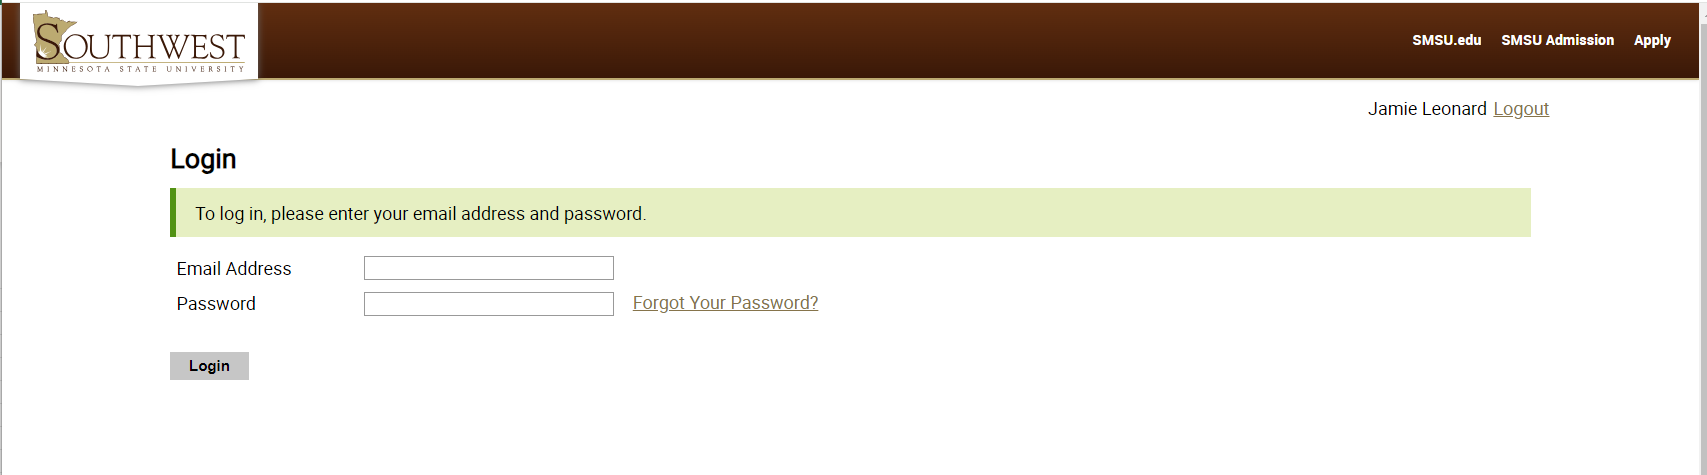 SOUTHWEST
MINNESOTA STATE UNIVERSITY
SMSU.edu SMSU Admission Apply
Jamie Leonard Logout
Login
To log in, please enter your email address and password.
Email Address
Password Forgot Your Password?
Login